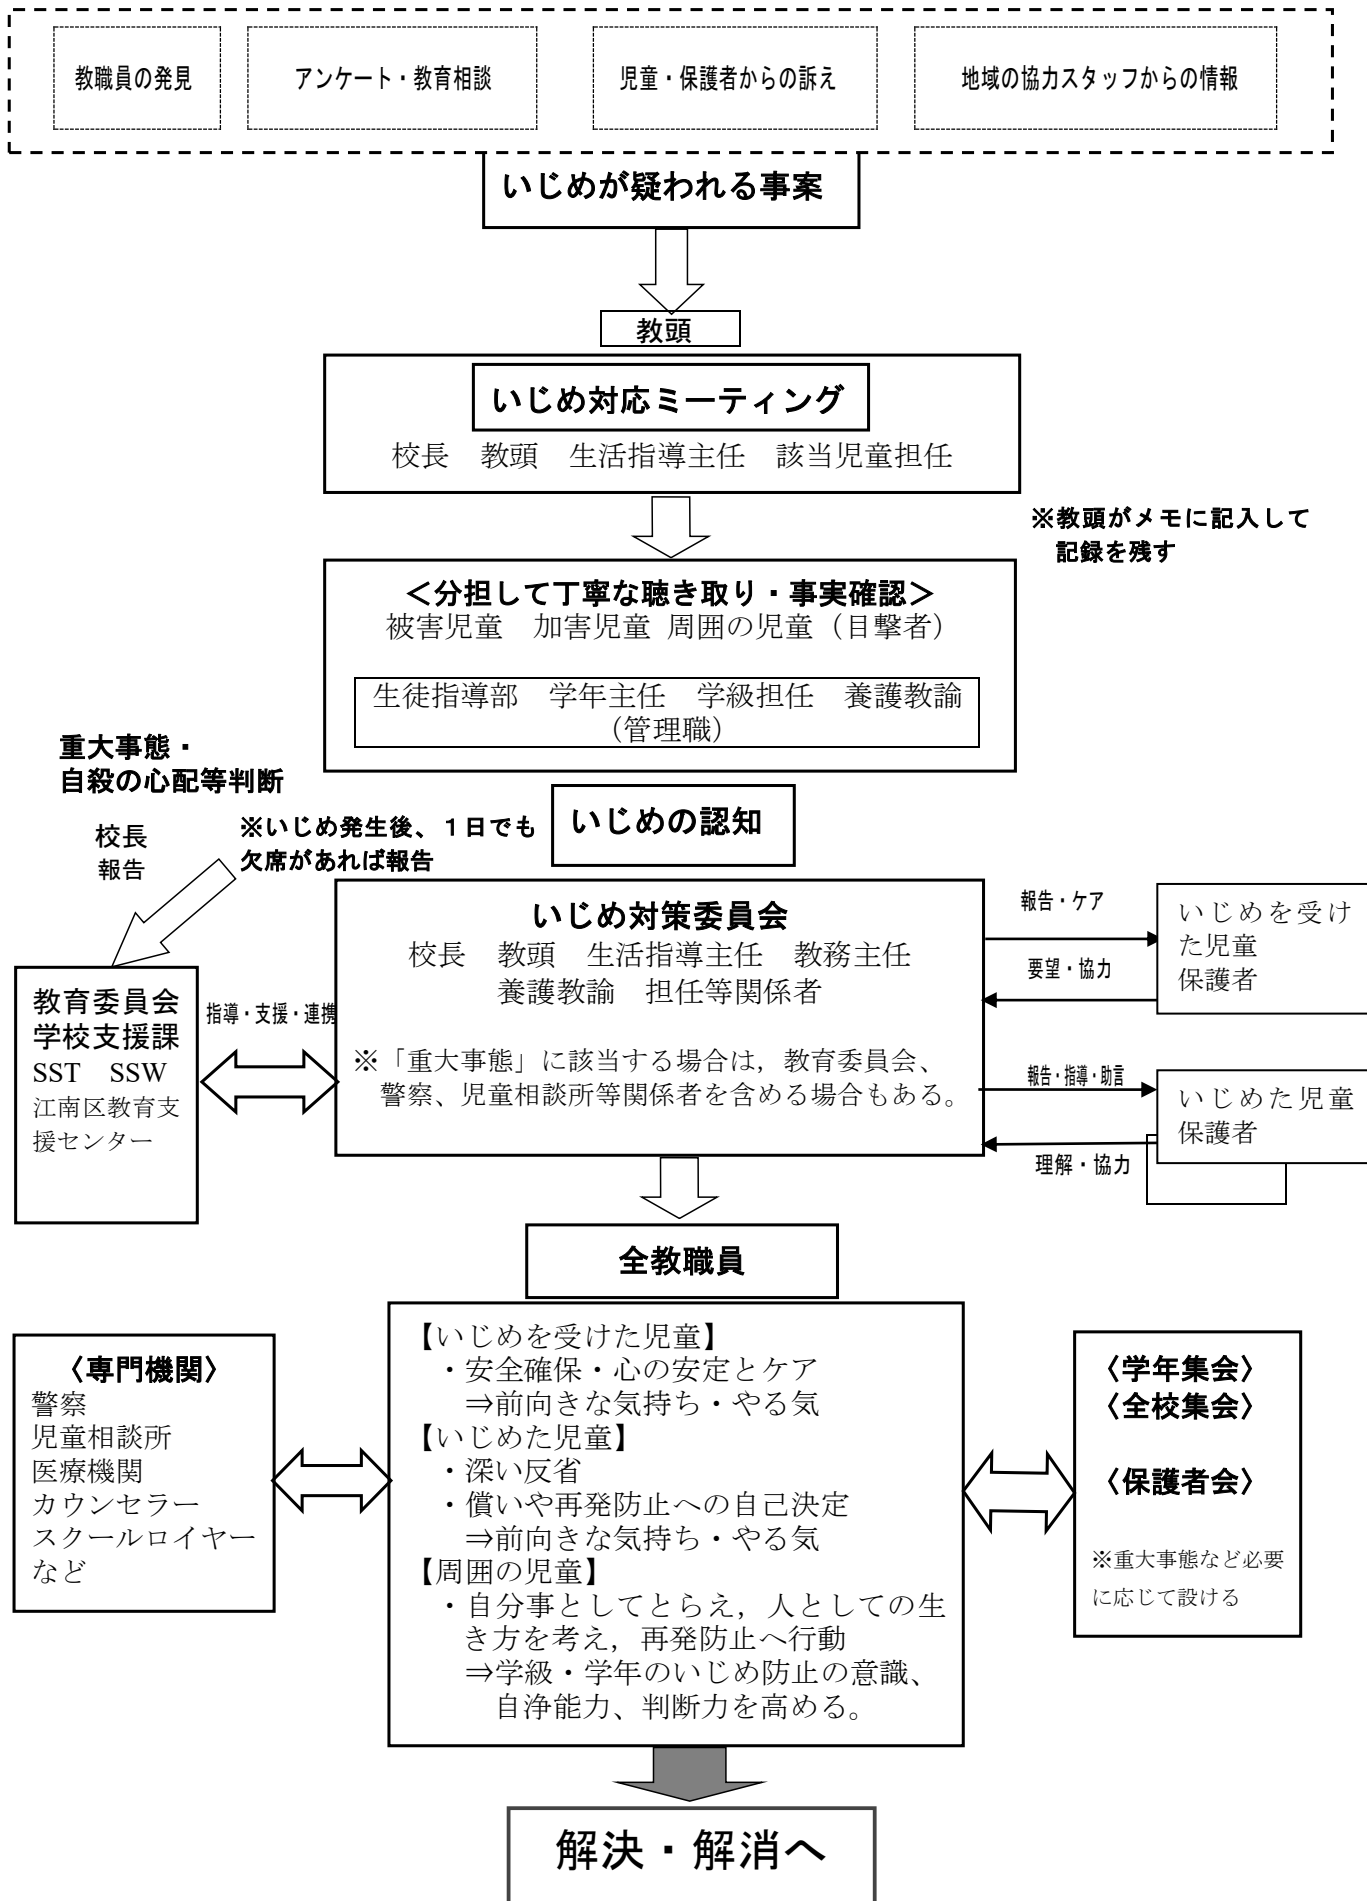 教職員の発見
アンケート・教育相談
児童・保護者からの訴え
地域の協力スタッフからの情報
いじめが疑われる事案
教頭
いじめ対応ミーティング
校長　教頭　生活指導主任　該当児童担任
※教頭がメモに記入して
記録を残す
＜分担して丁寧な聴き取り・事実確認＞
被害児童　加害児童 周囲の児童（目撃者）
生徒指導部　学年主任　学級担任　養護教諭
（管理職）
重大事態・
自殺の心配等判断
校長
報告
※いじめ発生後、１日でも
欠席があれば報告
いじめの認知
いじめ対策委員会
校長　教頭　生活指導主任　教務主任
養護教諭　担任等関係者
※「重大事態」に該当する場合は，教育委員会、
警察、児童相談所等関係者を含める場合もある。
報告・ケア
要望・協力
いじめを受け
た児童
保護者
報告・指導・助言
理解・協力
いじめた児童
保護者
教育委員会
学校支援課
SST　SSW
江南区教育支
援センター
指導・支援・連携
全教職員
【いじめを受けた児童】
・安全確保・心の安定とケア
⇒前向きな気持ち・やる気
【いじめた児童】
・深い反省
・償いや再発防止への自己決定
⇒前向きな気持ち・やる気
【周囲の児童】
・自分事としてとらえ，人としての生
き方を考え，再発防止へ行動
⇒学級・学年のいじめ防止の意識、
自浄能力、判断力を高める。
〈専門機関〉
警察
児童相談所
医療機関
カウンセラー
スクールロイヤー
など
〈学年集会〉
〈全校集会〉
〈保護者会〉
※重大事態など必要
に応じて設ける
解決・解消へ